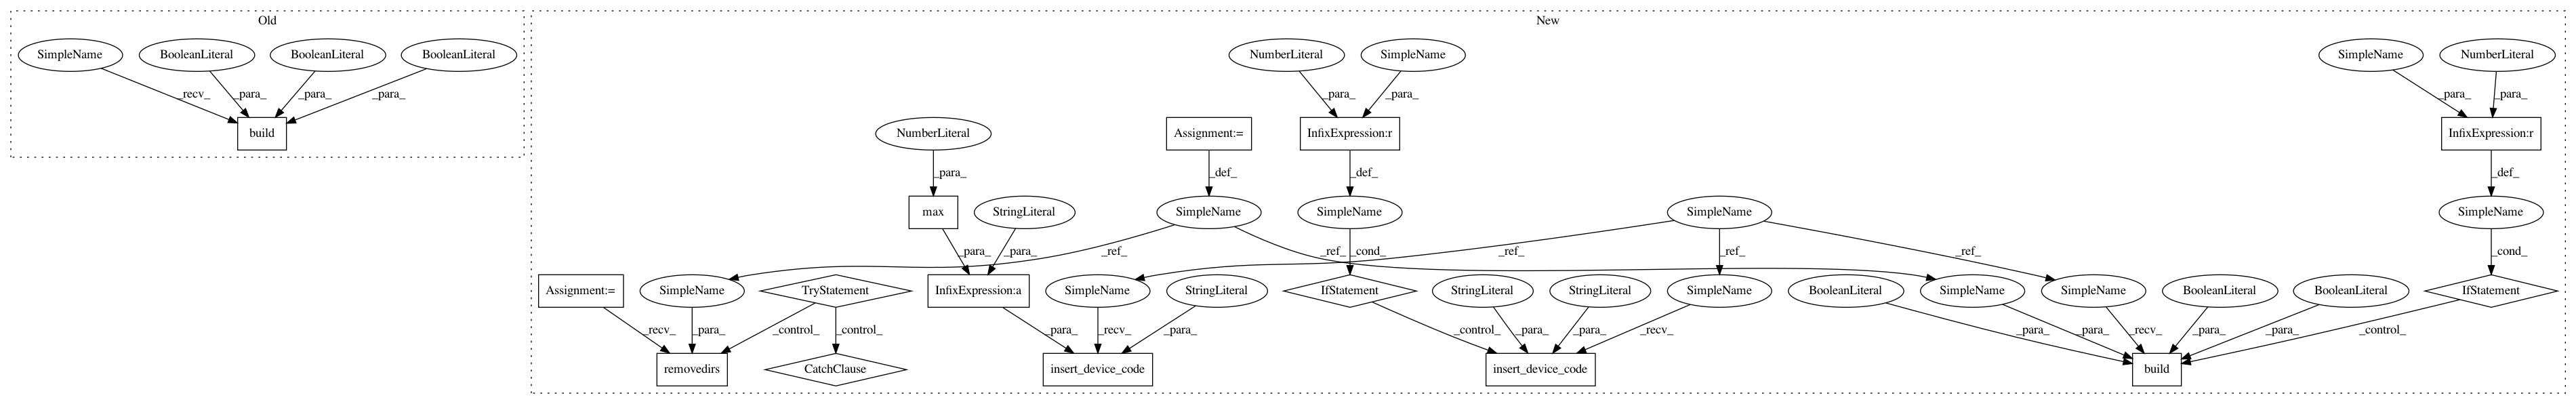 Old
New
SimpleName
BooleanLiteral
BooleanLiteral
BooleanLiteral
NumberLiteral
SimpleName
SimpleName
NumberLiteral
_recv_
_para_
_para_
_para_
_para_
_para_
_para_
_para_
build
NumberLiteral
Assignment:=
InfixExpression:r
InfixExpression:r
_para_
_def_
_def_
_def_
max
StringLiteral
SimpleName
SimpleName
SimpleName
SimpleName
_para_
_para_
_ref_
_ref_
_cond_
_ref_
_ref_
_ref_
_cond_
Assignment:=
SimpleName
TryStatement
InfixExpression:a
SimpleName
StringLiteral
IfStatement
StringLiteral
StringLiteral
SimpleName
BooleanLiteral
SimpleName
SimpleName
BooleanLiteral
BooleanLiteral
IfStatement
_recv_
_para_
_control_
_control_
_para_
_recv_
_para_
_control_
_para_
_para_
_recv_
_para_
_para_
_recv_
_para_
_para_
_control_
removedirs
CatchClause
insert_device_code
insert_device_code
build